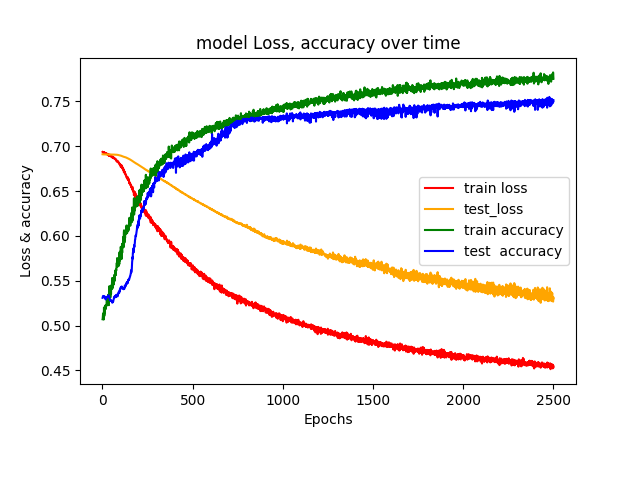 model Loss, accuracy over time
Loss & accuracy
0.75
0.70
0.65
0.60
0.55
0.50
0.45
train loss
test_loss
train accuracy
test  accuracy
0 500 1000 1500 2000 2500
Epochs